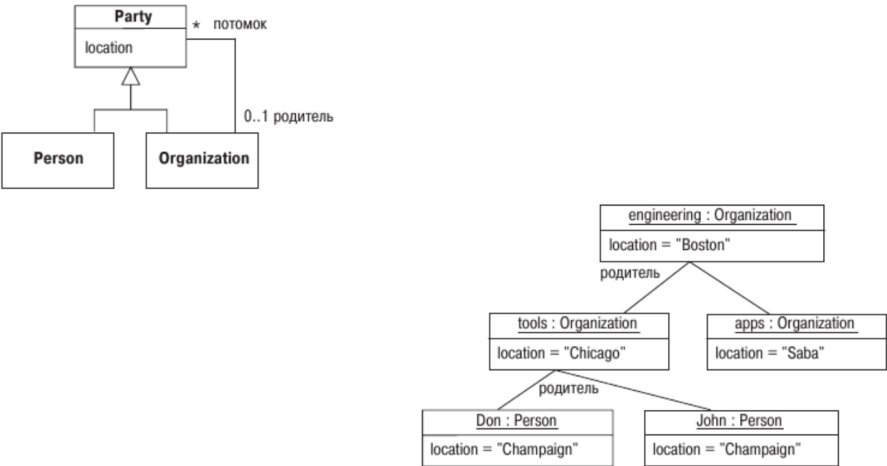 Party
* потомок
location
0..1 родитель
Person
Organization
engineering : Organization
location = "Boston"
родитель
tools : Organization
location = "Chicago"
apps : Organization
location = "Saba"
родитель
Don : Person
location = "Champaign"
John : Person
location = "Champaign"